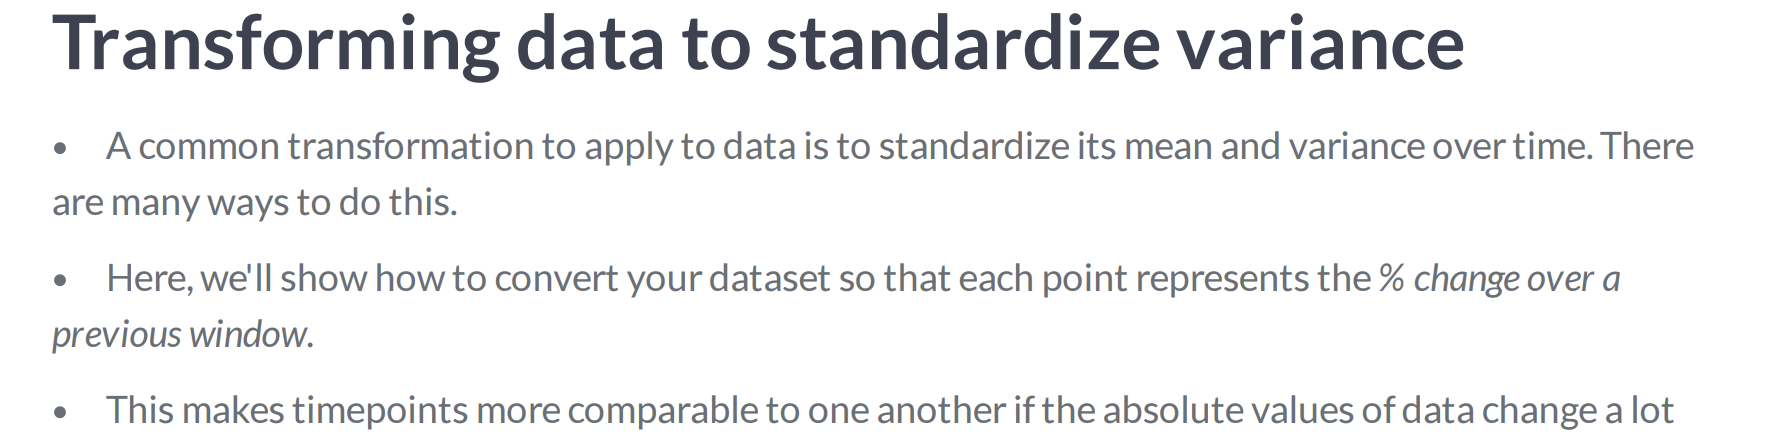 Transforming data to standardize variance
• A common transformation to apply to data is to standardize its mean and variance over time. There
are many ways to do this.
• Here, we'll show how to convert your dataset so that each point represents the % change over a
previous window.
• This makes timepoints more comparable to one another if the absolute values of data change a lot